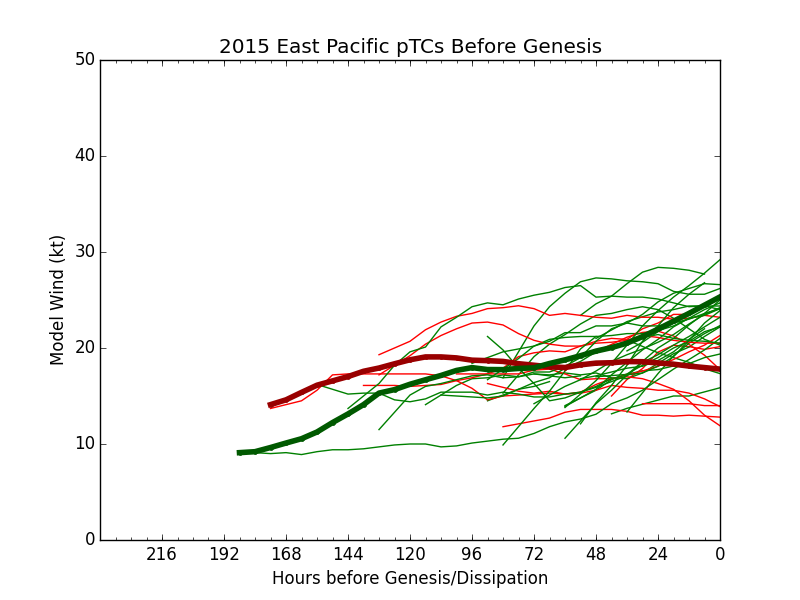 2015 East Pacific pTCs Before Genesis
50
40
30
20
10
0
Model Wind (kt)
216 192 168 144 120 96 72 48 24 0
Hours before Genesis/Dissipation